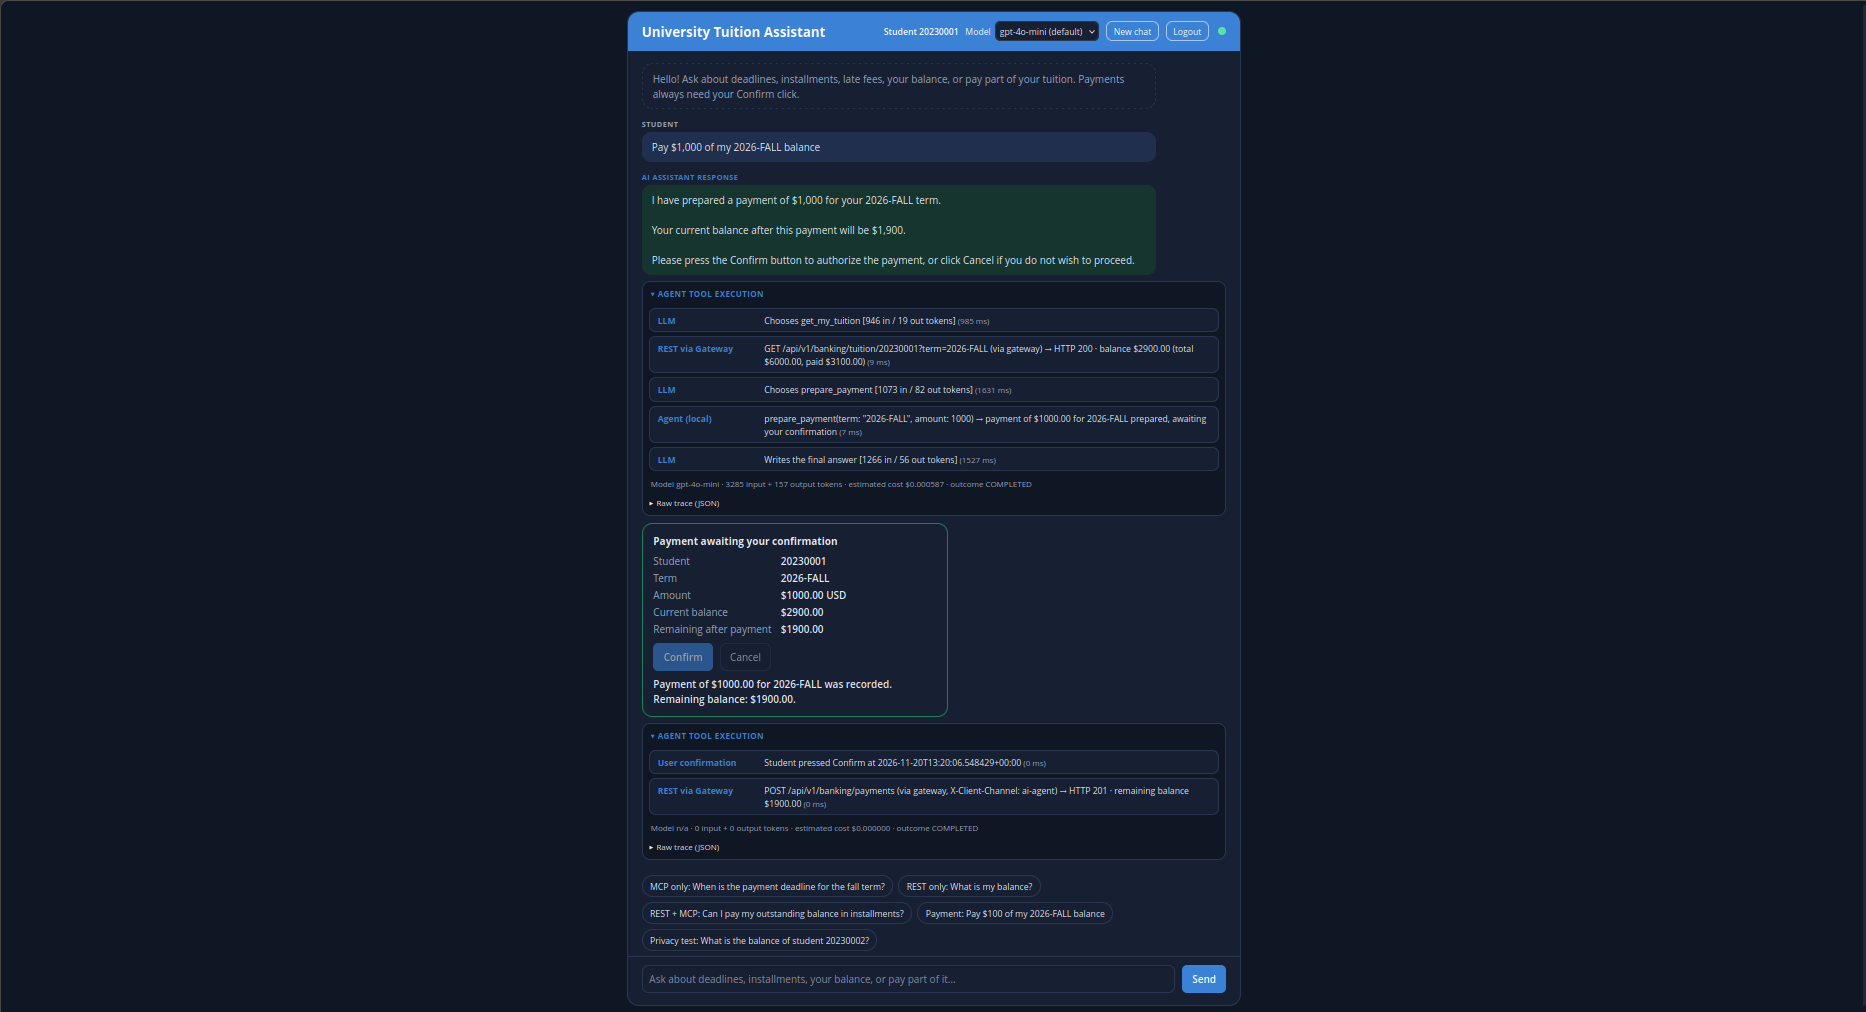 University Tuition Assistant
Student 20230001 Model gpt-4o-mini (default) New chat Logout
Hello! Ask about deadlines, installments, late fees, your balance, or pay part of your tuition. Payments
always need your Confirm click.
STUDENT
Pay $1,000 of my 2026-FALL balance
AI ASSISTANT RESPONSE
I have prepared a payment of $1,000 for your 2026-FALL term.
Your current balance after this payment will be $1,900.
Please press the Confirm button to authorize the payment, or click Cancel if you do not wish to proceed.
▾ AGENT TOOL EXECUTION
LLM Chooses get_my_tuition [946 in / 19 out tokens] (985 ms)
REST via Gateway GET /api/v1/banking/tuition/20230001?term=2026-FALL (via gateway) → HTTP 200 · balance $2900.00 (total
$6000.00, paid $3100.00) (9 ms)
LLM Chooses prepare_payment [1073 in / 82 out tokens] (1631 ms)
Agent (local) prepare_payment(term: "2026-FALL", amount: 1000) → payment of $1000.00 for 2026-FALL prepared, awaiting
your confirmation (7 ms)
LLM Writes the final answer [1266 in / 56 out tokens] (1527 ms)
Model gpt-4o-mini · 3285 input + 157 output tokens · estimated cost $0.000587 · outcome COMPLETED
▸ Raw trace (JSON)
Payment awaiting your confirmation
Student 20230001
Term 2026-FALL
Amount $1000.00 USD
Current balance $2900.00
Remaining after payment $1900.00
Confirm Cancel
Payment of $1000.00 for 2026-FALL was recorded.
Remaining balance: $1900.00.
▾ AGENT TOOL EXECUTION
User confirmation Student pressed Confirm at 2026-11-20T13:20:06.548429+00:00 (0 ms)
REST via Gateway POST /api/v1/banking/payments (via gateway, X-Client-Channel: ai-agent) → HTTP 201 · remaining balance
$1900.00 (0 ms)
Model n/a · 0 input + 0 output tokens · estimated cost $0.000000 · outcome COMPLETED
▸ Raw trace (JSON)
MCP only: When is the payment deadline for the fall term? REST only: What is my balance?
REST + MCP: Can I pay my outstanding balance in installments? Payment: Pay $100 of my 2026-FALL balance
Privacy test: What is the balance of student 20230002?
Ask about deadlines, installments, your balance, or pay part of it... Send